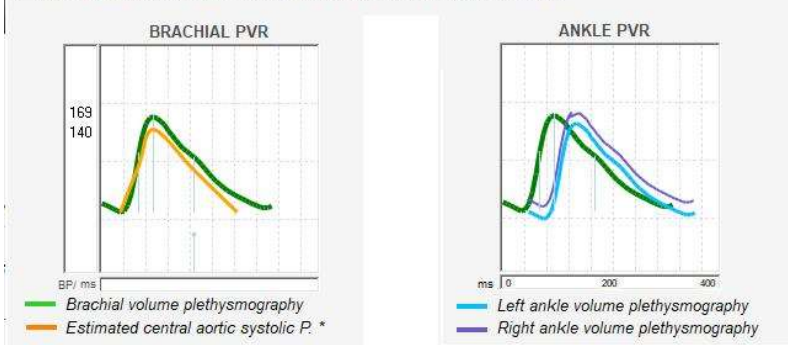 BRACHIAL PVR
169
140
BP/ ms
Brachial volume plethysmography
Estimated central aortic systolic P. *
ANKLE PVR
ms 0 200 400
Left ankle volume plethysmography
Right ankle volume plethysmography